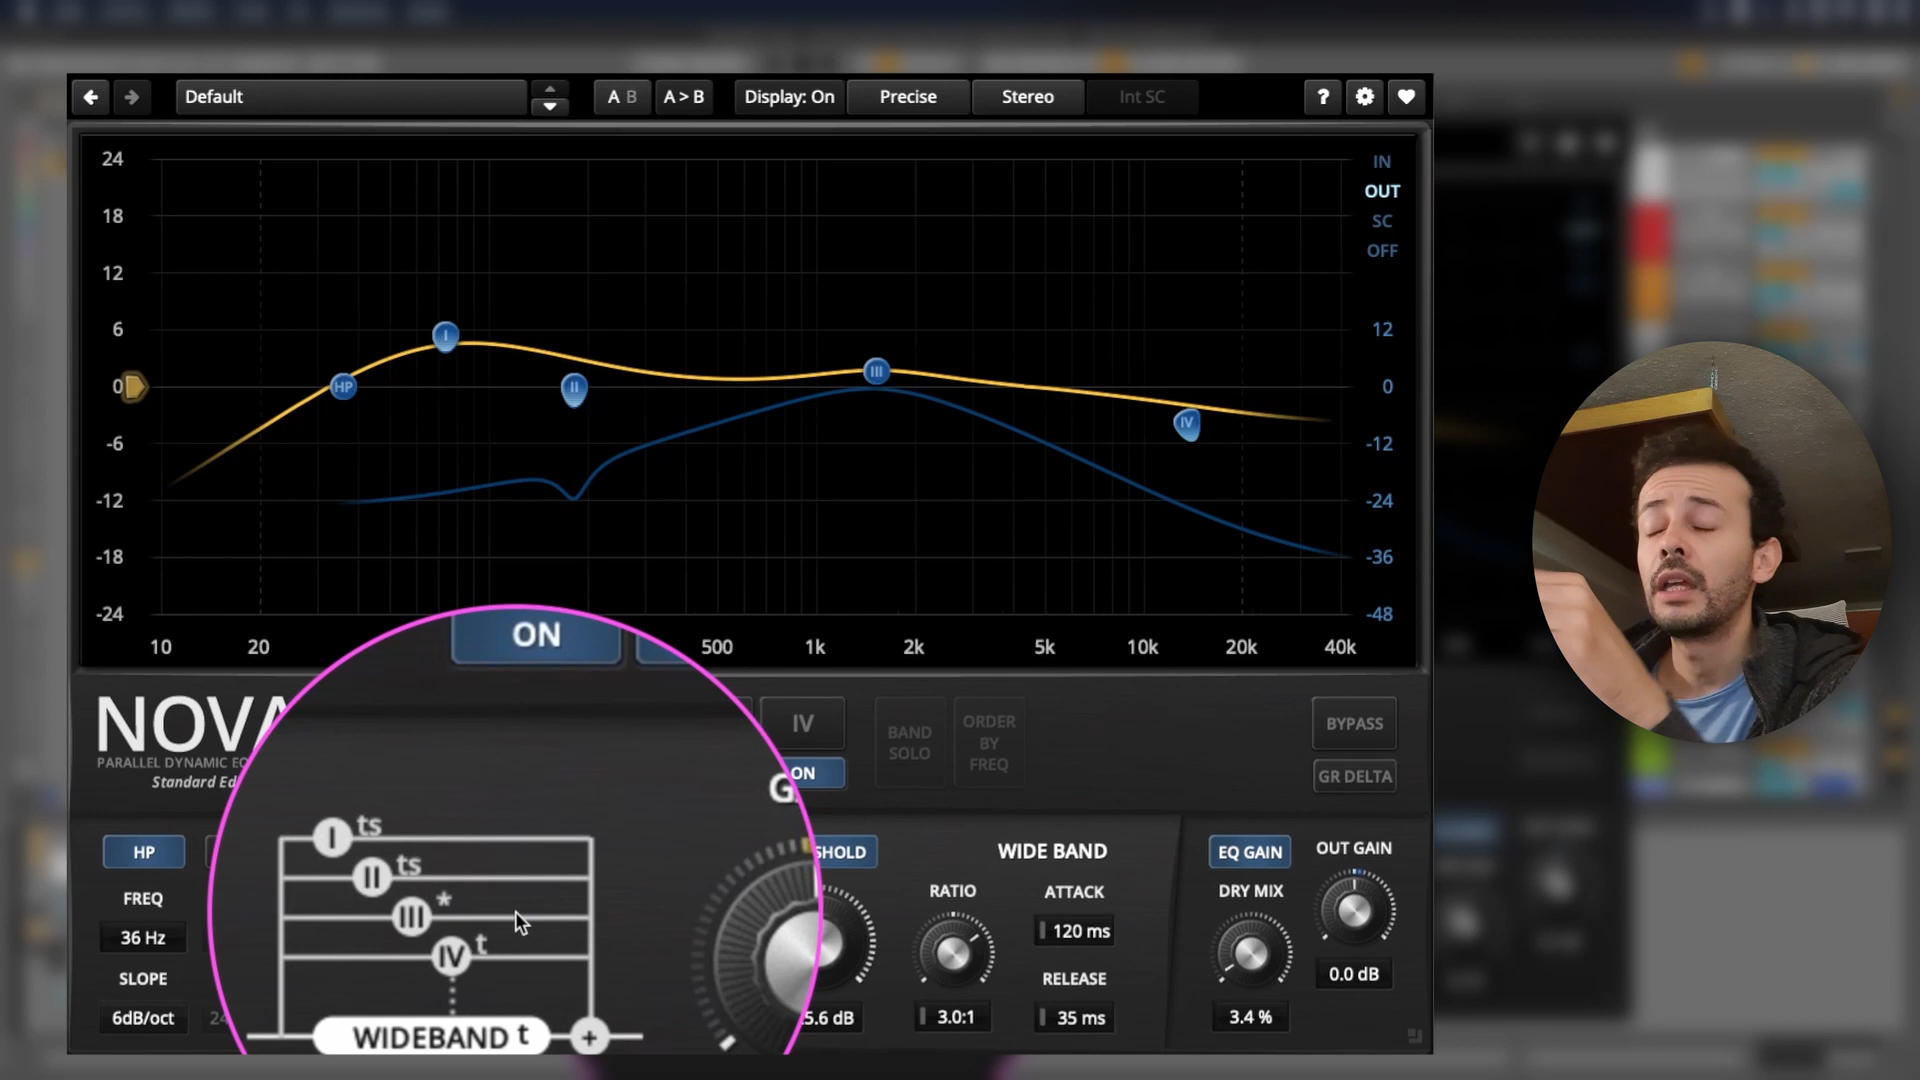 Default
A B
A > B
Display: On
Precise
Stereo
Int SC
?
24
18
12
6
0
-6
-12
-18
-24
IN
OUT
SC
OFF
12
0
-12
-24
-36
-48
HP
I
II
III
IV
10
20
500
1k
2k
5k
10k
20k
40k
ON
NOVA
PARALLEL DYNAMIC EQ
Standard Ed
IV
ON
BAND
SOLO
ORDER
BY
FREQ
BYPASS
GR DELTA
I ts
II ts
III *
IV t
WIDEBAND t
+
G
HP
FREQ
36 Hz
SLOPE
6dB/oct
24
SHOLD
5.6 dB
WIDE BAND
RATIO
3.0:1
ATTACK
120 ms
RELEASE
35 ms
EQ GAIN
DRY MIX
3.4 %
OUT GAIN
0.0 dB